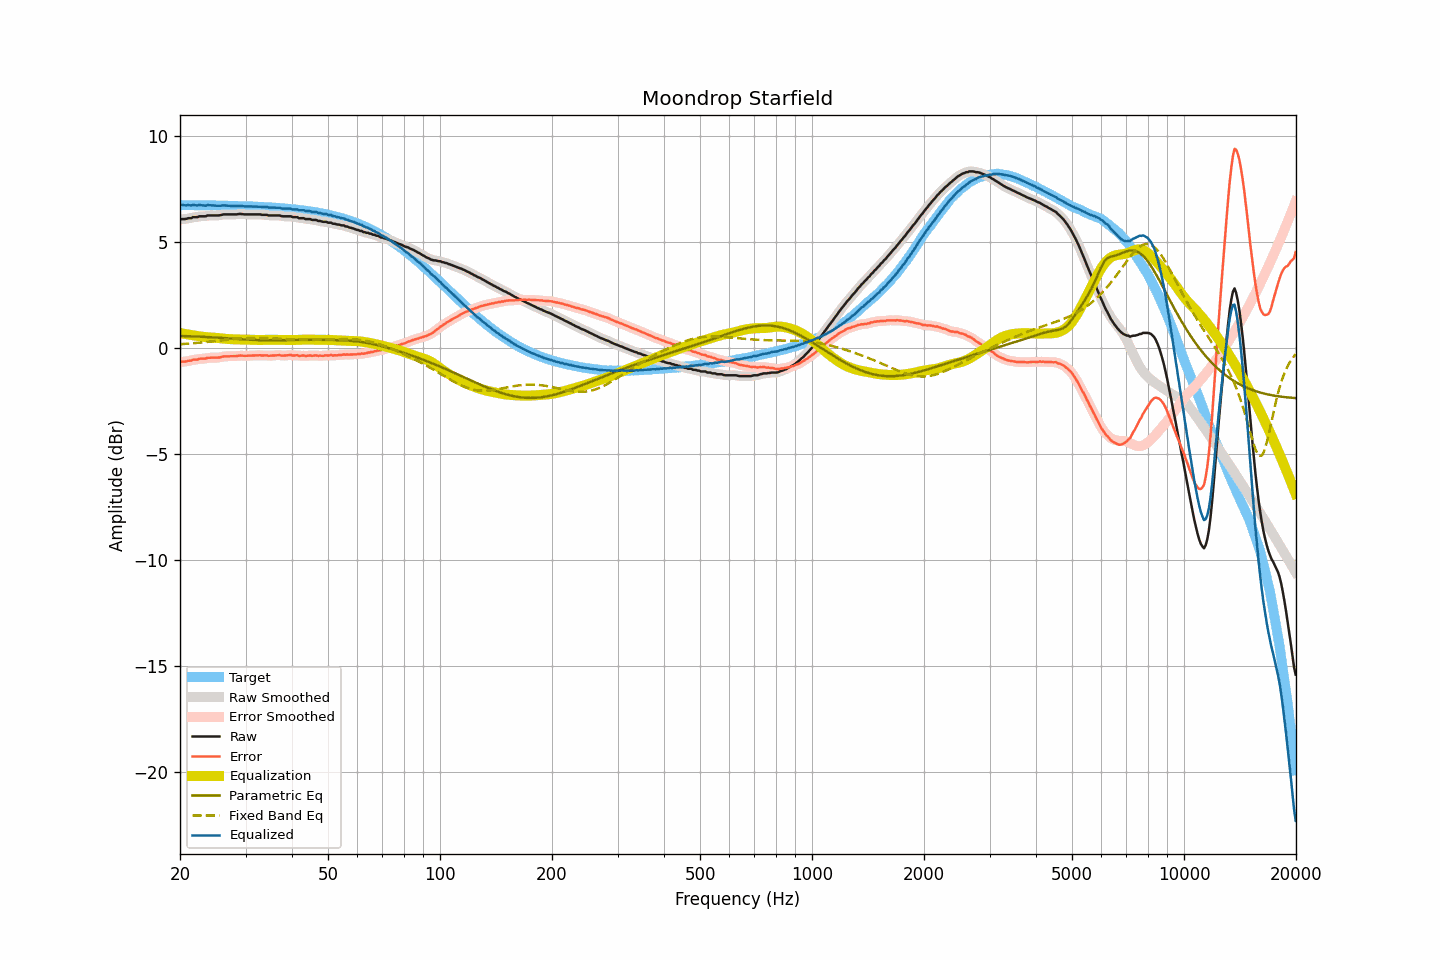 Moondrop Starfield
Amplitude (dBr)
10
5
0
−5
−10
−15
−20
Target
Raw Smoothed
Error Smoothed
Raw
Error
Equalization
Parametric Eq
Fixed Band Eq
Equalized
20 50 100 200 500 1000 2000 5000 10000 20000
Frequency (Hz)